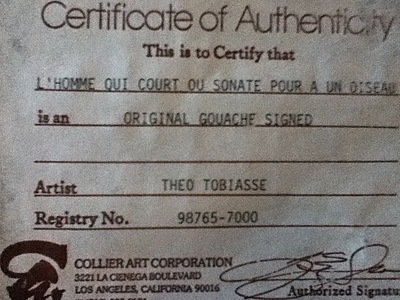 Certificate of Authenticity
This is to Certify that
L'HOMME QUI COURT OU SONATE POUR A UN OISEAU
is an ORIGINAL GOUACHE SIGNED
Artist THEO TOBIASSE
Registry No. 98765-7000
COLLIER ART CORPORATION
3221 LA CIENEGA BOULEVARD
LOS ANGELES, CALIFORNIA 90016
Authorized Signatu